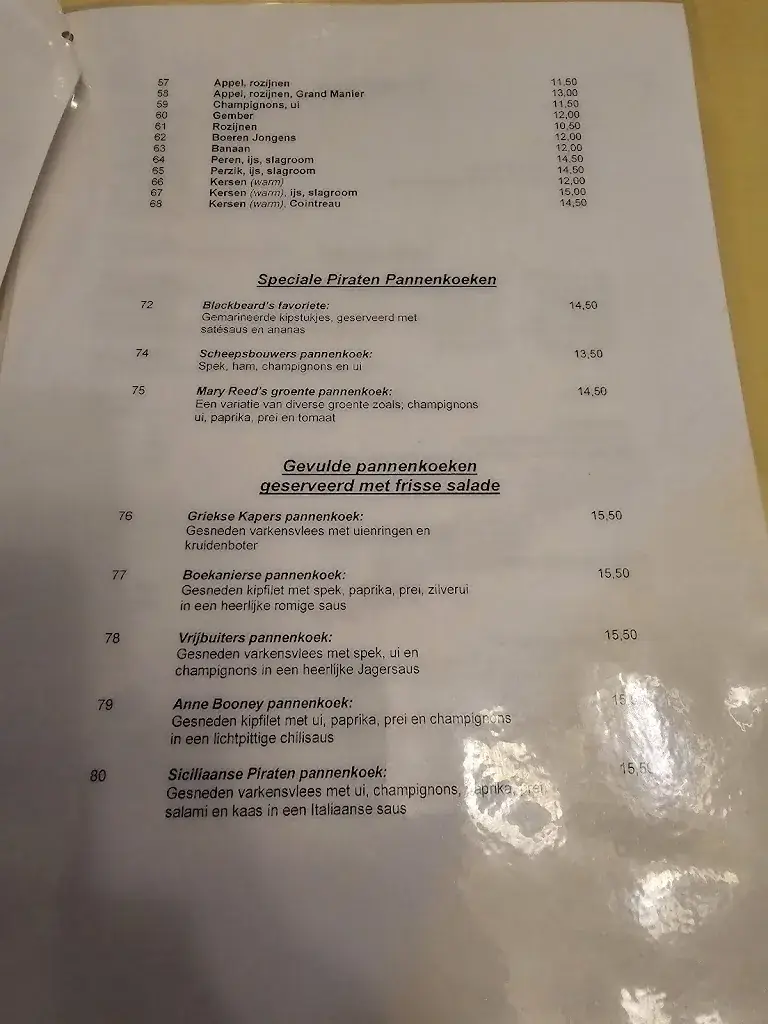 57 Appel, rozijnen 11,50
58 Appel, rozijnen, Grand Manier 13,00
59 Champignons, ui 11,50
60 Gember 12,00
61 Rozijnen 10,50
62 Boeren Jongens 12,00
63 Banaan 12,00
64 Peren, ijs, slagroom 14,50
65 Perzik, ijs, slagroom 14,50
66 Kersen (warm) 12,00
67 Kersen (warm), ijs, slagroom 15,00
68 Kersen (warm), Cointreau 14,50
Speciale Piraten Pannenkoeken
72 Blackbeard's favoriete: 14,50
Gemarineerde kipstukjes, geserveerd met
satésaus en ananas
74 Scheepsbouwers pannenkoek: 13,50
Spek, ham, champignons en ui
75 Mary Reed's groente pannenkoek: 14,50
Een variatie van diverse groente zoals; champignons
ui, paprika, prei en tomaat
Gevulde pannenkoeken
geserveerd met frisse salade
76 Griekse Kapers pannenkoek: 15,50
Gesneden varkensvlees met uienringen en
kruidenboter
77 Boekanierse pannenkoek: 15,50
Gesneden kipfilet met spek, paprika, prei, zilverui
in een heerlijke romige saus
78 Vrijbuiters pannenkoek: 15,50
Gesneden varkensvlees met spek, ui en
champignons in een heerlijke Jagersaus
79 Anne Booney pannenkoek:
Gesneden kipfilet met ui, paprika, prei en champignons
in een lichtpittige chilisaus
80 Siciliaanse Piraten pannenkoek: 15,50
Gesneden varkensvlees met ui, champignons, paprika, prei,
salami en kaas in een Italiaanse saus